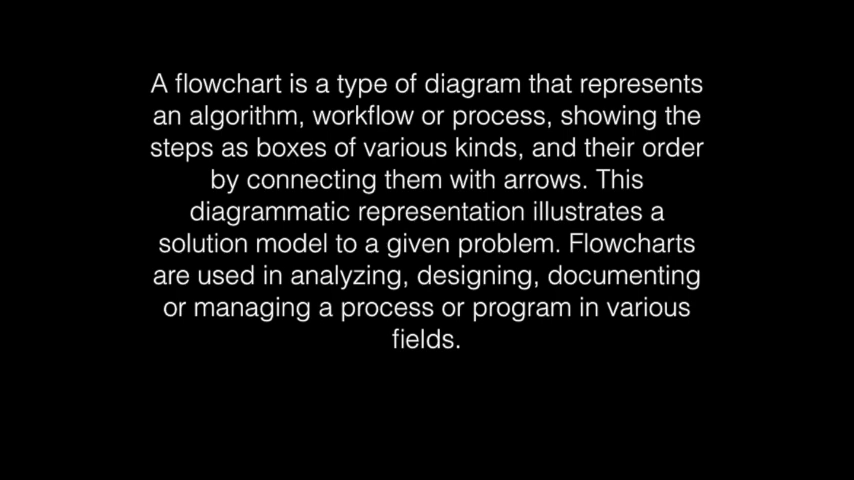 A flowchart is a type of diagram that represents
an algorithm, workflow or process, showing the
steps as boxes of various kinds, and their order
by connecting them with arrows. This
diagrammatic representation illustrates a
solution model to a given problem. Flowcharts
are used in analyzing, designing, documenting
or managing a process or program in various
fields.